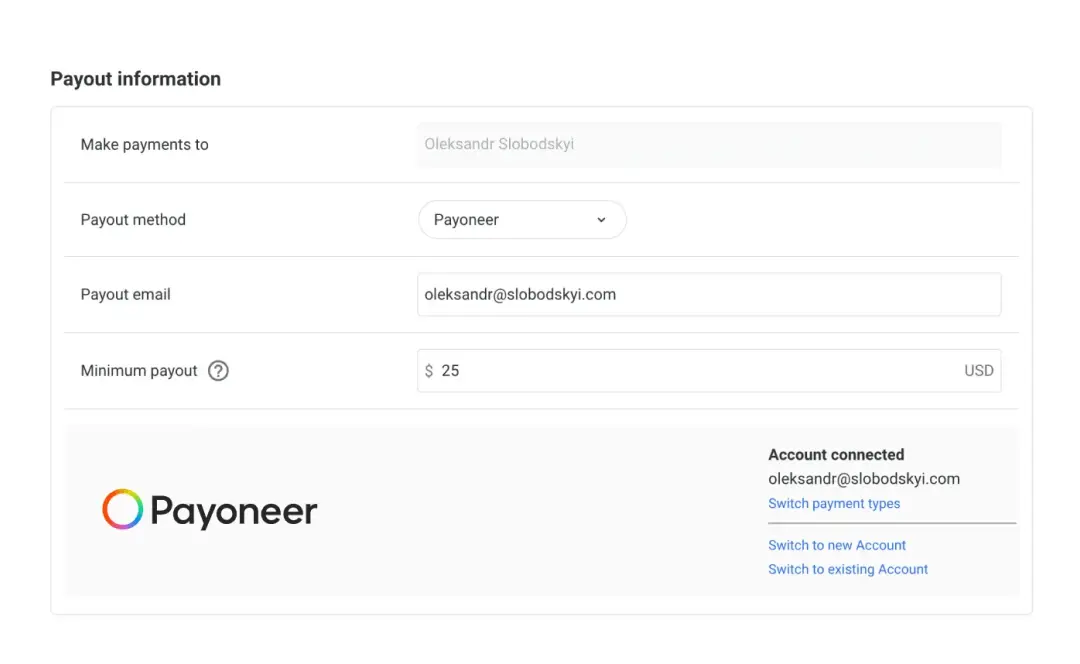 Payout information
Make payments to
Oleksandr Slobodskyi
Payout method
Payoneer
Payout email
oleksandr@slobodskyi.com
Minimum payout ?
$ 25 USD
Payoneer
Account connected
oleksandr@slobodskyi.com
Switch payment types
Switch to new Account
Switch to existing Account